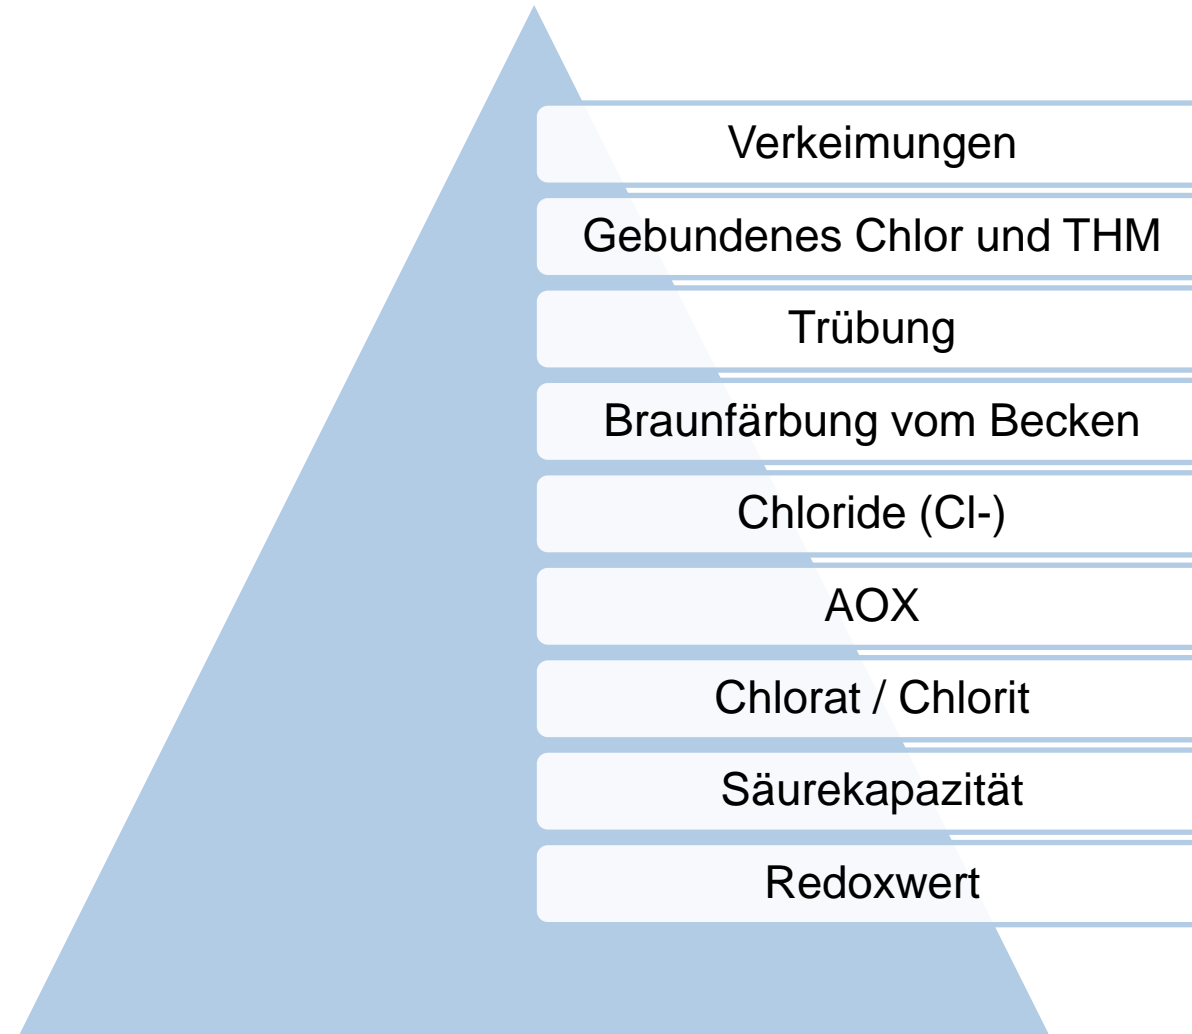 Verkeimungen
Gebundenes Chlor und THM
Trübung
Braunfärbung vom Becken
Chloride (Cl-)
AOX
Chlorat / Chlorit
Säurekapazität
Redoxwert